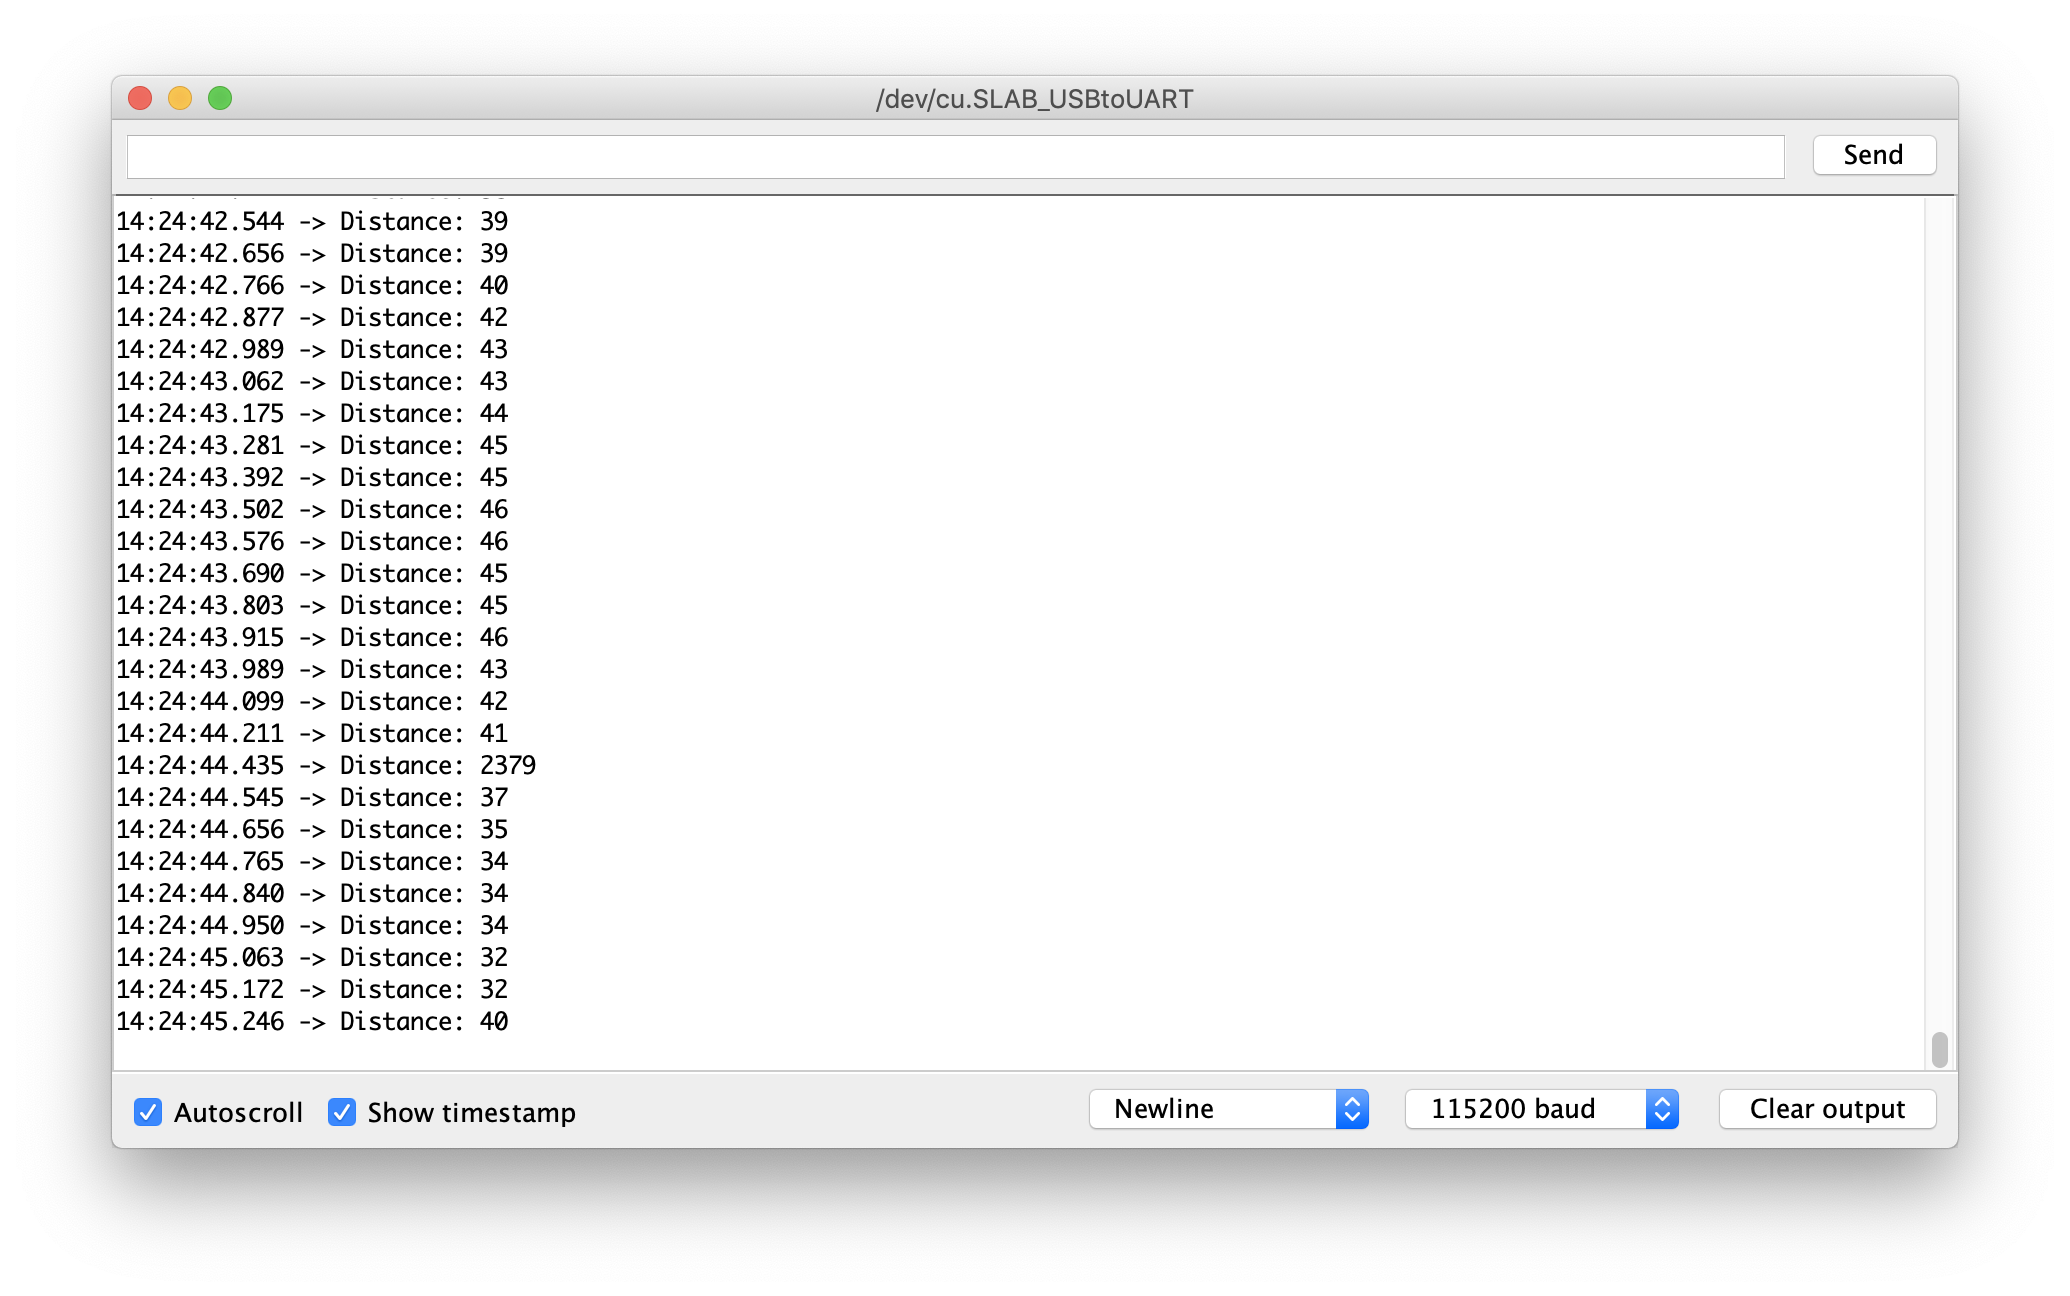 /dev/cu.SLAB_USBtoUART
Send
14:24:42.544 -> Distance: 39
14:24:42.656 -> Distance: 39
14:24:42.766 -> Distance: 40
14:24:42.877 -> Distance: 42
14:24:42.989 -> Distance: 43
14:24:43.062 -> Distance: 43
14:24:43.175 -> Distance: 44
14:24:43.281 -> Distance: 45
14:24:43.392 -> Distance: 45
14:24:43.502 -> Distance: 46
14:24:43.576 -> Distance: 46
14:24:43.690 -> Distance: 45
14:24:43.803 -> Distance: 45
14:24:43.915 -> Distance: 46
14:24:43.989 -> Distance: 43
14:24:44.099 -> Distance: 42
14:24:44.211 -> Distance: 41
14:24:44.435 -> Distance: 2379
14:24:44.545 -> Distance: 37
14:24:44.656 -> Distance: 35
14:24:44.765 -> Distance: 34
14:24:44.840 -> Distance: 34
14:24:44.950 -> Distance: 34
14:24:45.063 -> Distance: 32
14:24:45.172 -> Distance: 32
14:24:45.246 -> Distance: 40
Autoscroll Show timestamp Newline 115200 baud Clear output